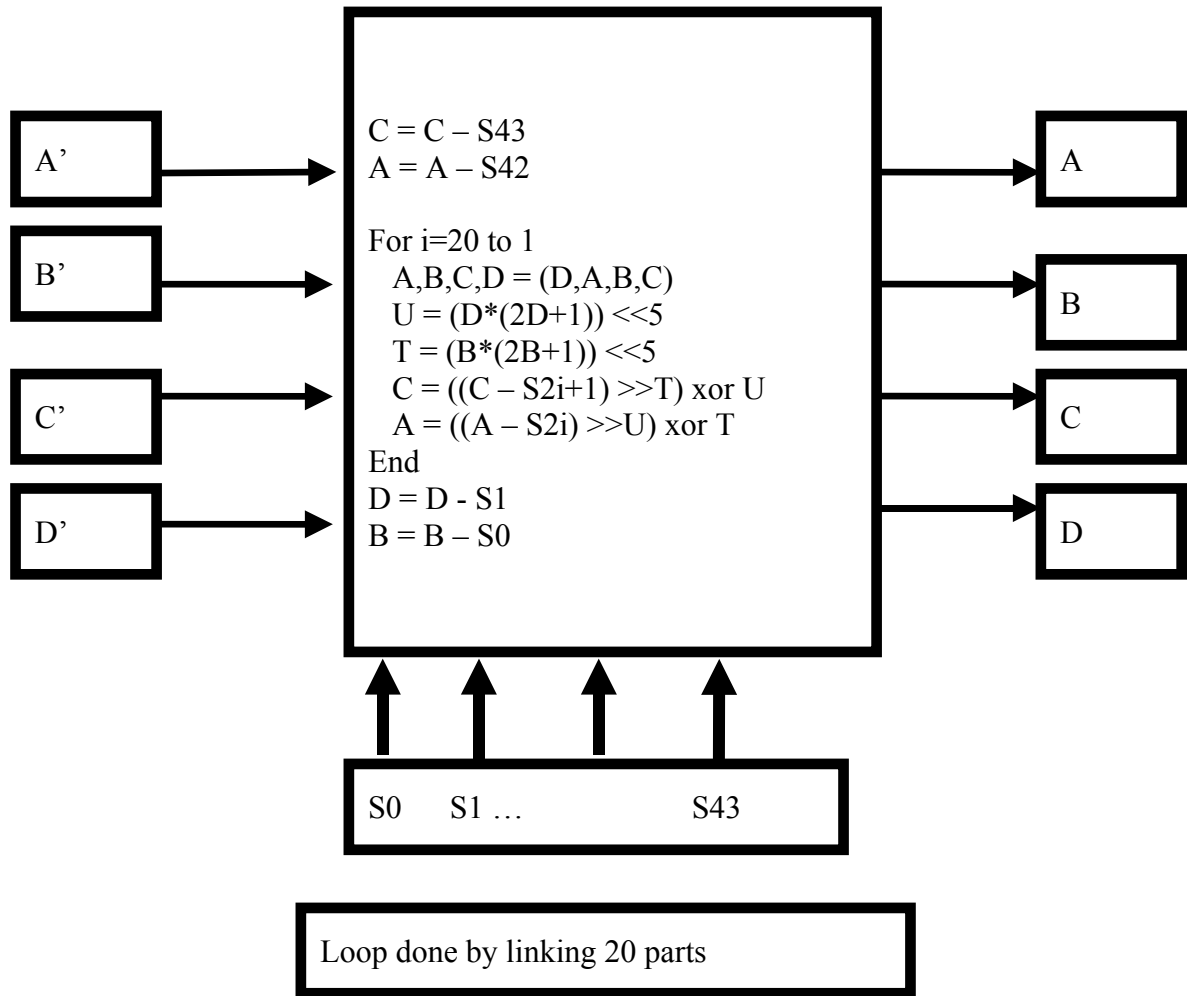 A’
B’
C’
D’
C = C – S43
A = A – S42
For i=20 to 1
A,B,C,D = (D,A,B,C)
U = (D*(2D+1)) <<5
T = (B*(2B+1)) <<5
C = ((C – S2i+1) >>T) xor U
A = ((A – S2i) >>U) xor T
End
D = D - S1
B = B – S0
A
B
C
D
S0 S1 … S43
Loop done by linking 20 parts